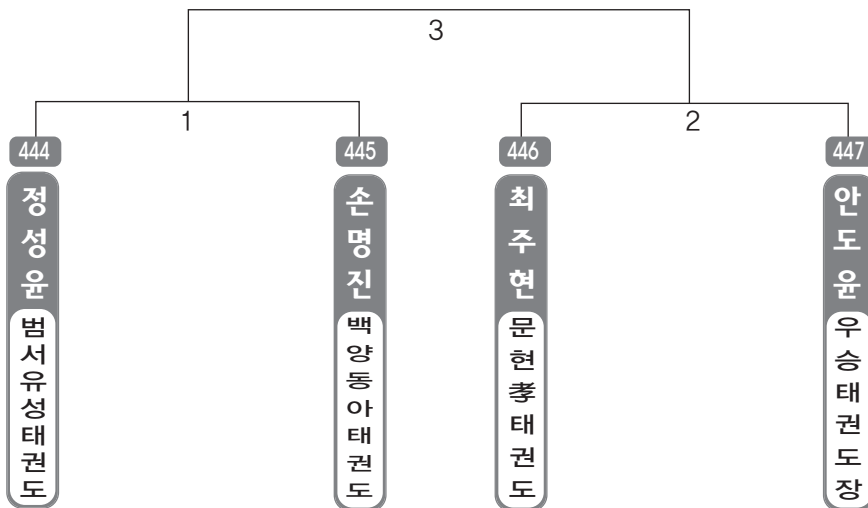 3
1
2
444
정성윤
범서유성태권도
445
손명진
백양동아태권도
446
최주현
문현孝태권도
447
안도윤
우승태권도장